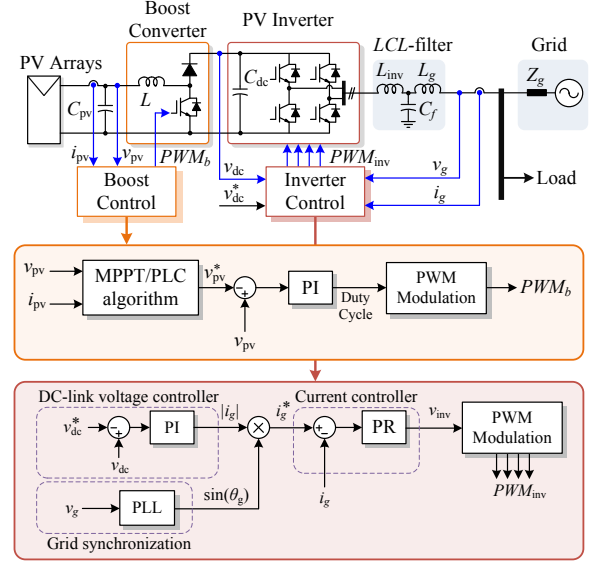 Boost
Converter
PV Inverter
LCL-filter
Grid
PV Arrays
L
C_pv
C_dc
L_inv
L_g
C_f
Z_g
i_pv
v_pv
PWM_b
v_dc
v*_dc
PWM_inv
v_g
i_g
Load
Boost
Control
Inverter
Control
v_pv
i_pv
MPPT/PLC
algorithm
v*_pv
+
−
v_pv
PI
Duty
Cycle
PWM
Modulation
PWM_b
DC-link voltage controller
|i_g|
i*_g
Current controller
v*_dc
+
−
v_dc
PI
×
+
−
i_g
PR
v_inv
PWM
Modulation
PWM_inv
v_g
PLL
sin(θ_g)
Grid synchronization